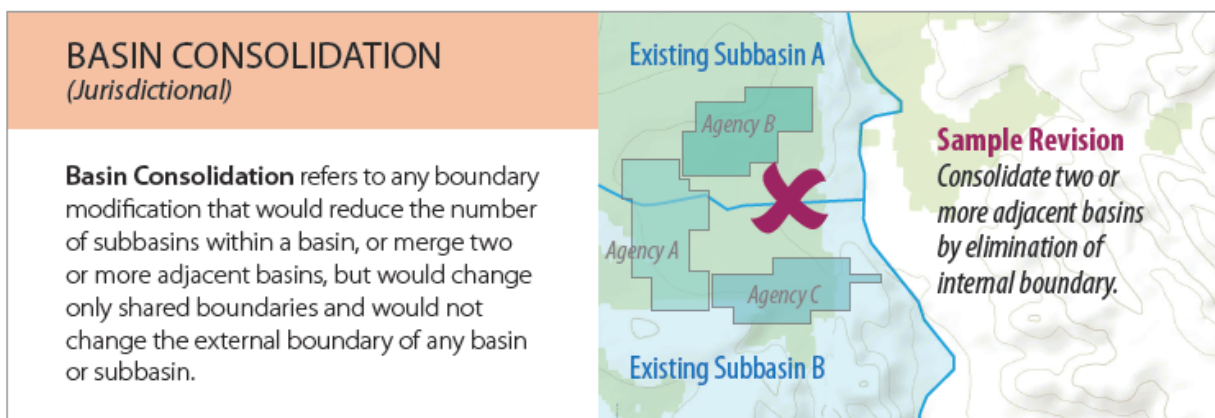 BASIN CONSOLIDATION
(Jurisdictional)
Basin Consolidation refers to any boundary
modification that would reduce the number
of subbasins within a basin, or merge two
or more adjacent basins, but would change
only shared boundaries and would not
change the external boundary of any basin
or subbasin.
Existing Subbasin A
Agency B
Agency A
Agency C
Existing Subbasin B
Sample Revision
Consolidate two or
more adjacent basins
by elimination of
internal boundary.